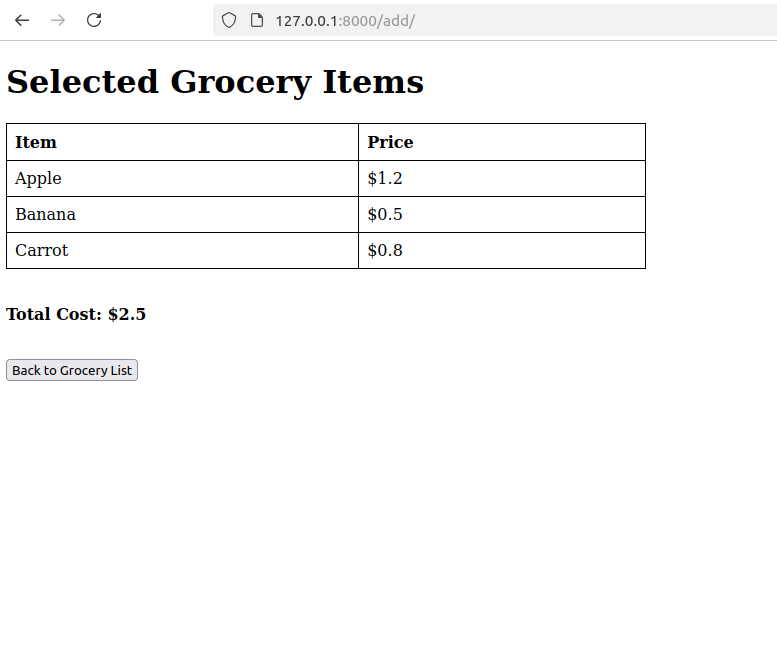 127.0.0.1:8000/add/
Selected Grocery Items
Item Price
Apple $1.2
Banana $0.5
Carrot $0.8
Total Cost: $2.5
Back to Grocery List